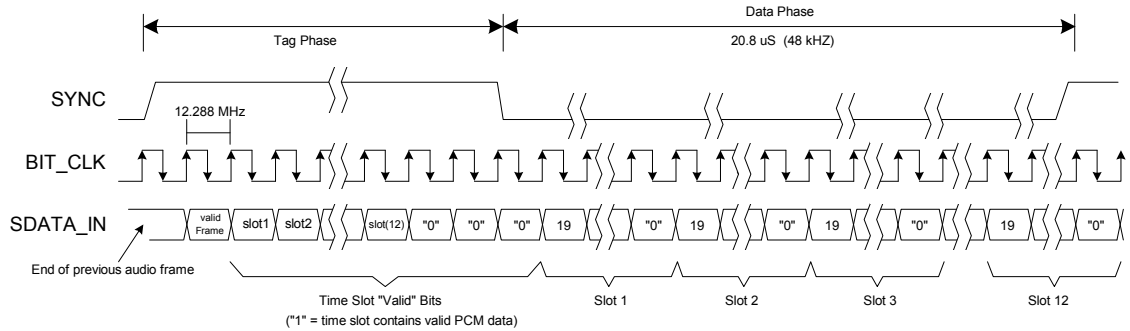 Data Phase
Tag Phase
20.8 uS (48 kHZ)
SYNC
12.288 MHz
BIT_CLK
SDATA_IN
valid Frame
slot1
slot2
slot(12)
"0"
"0"
"0"
19
"0"
19
"0"
19
"0"
19
"0"
End of previous audio frame
Time Slot "Valid" Bits
("1" = time slot contains valid PCM data)
Slot 1
Slot 2
Slot 3
Slot 12